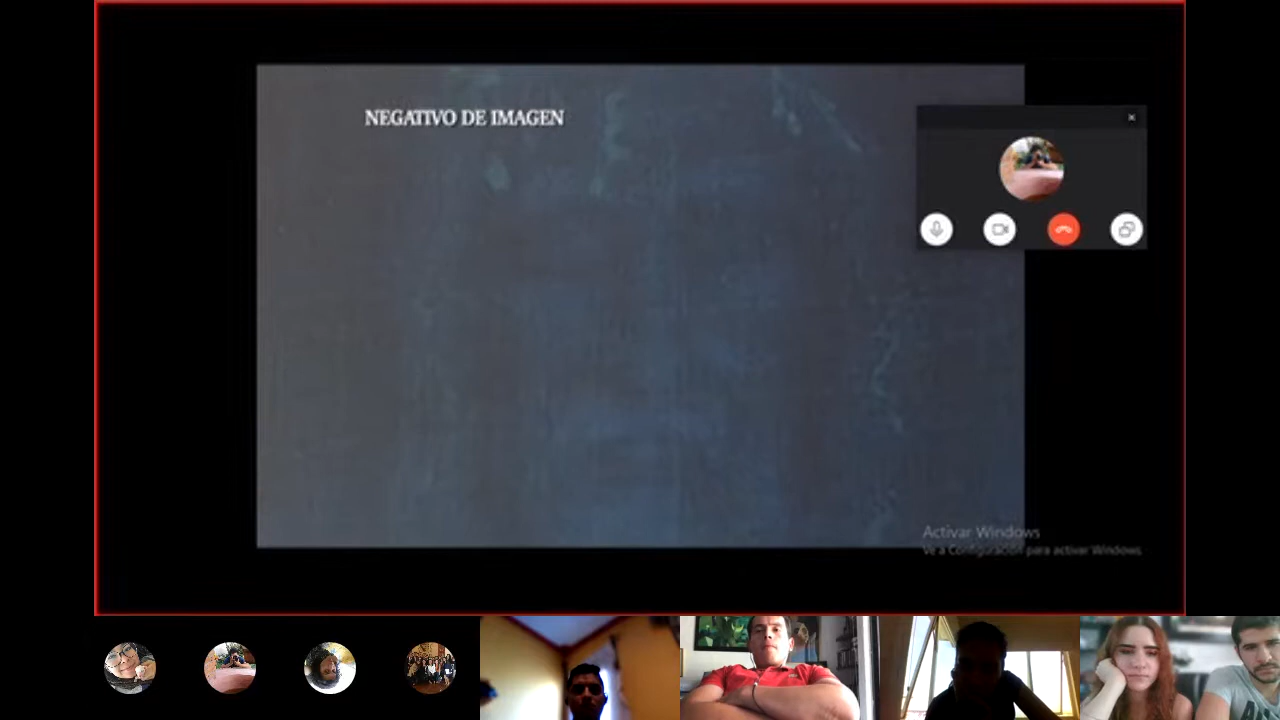 NEGATIVO DE IMAGEN
Activar Windows
Ve a Configuración para activar Windows.